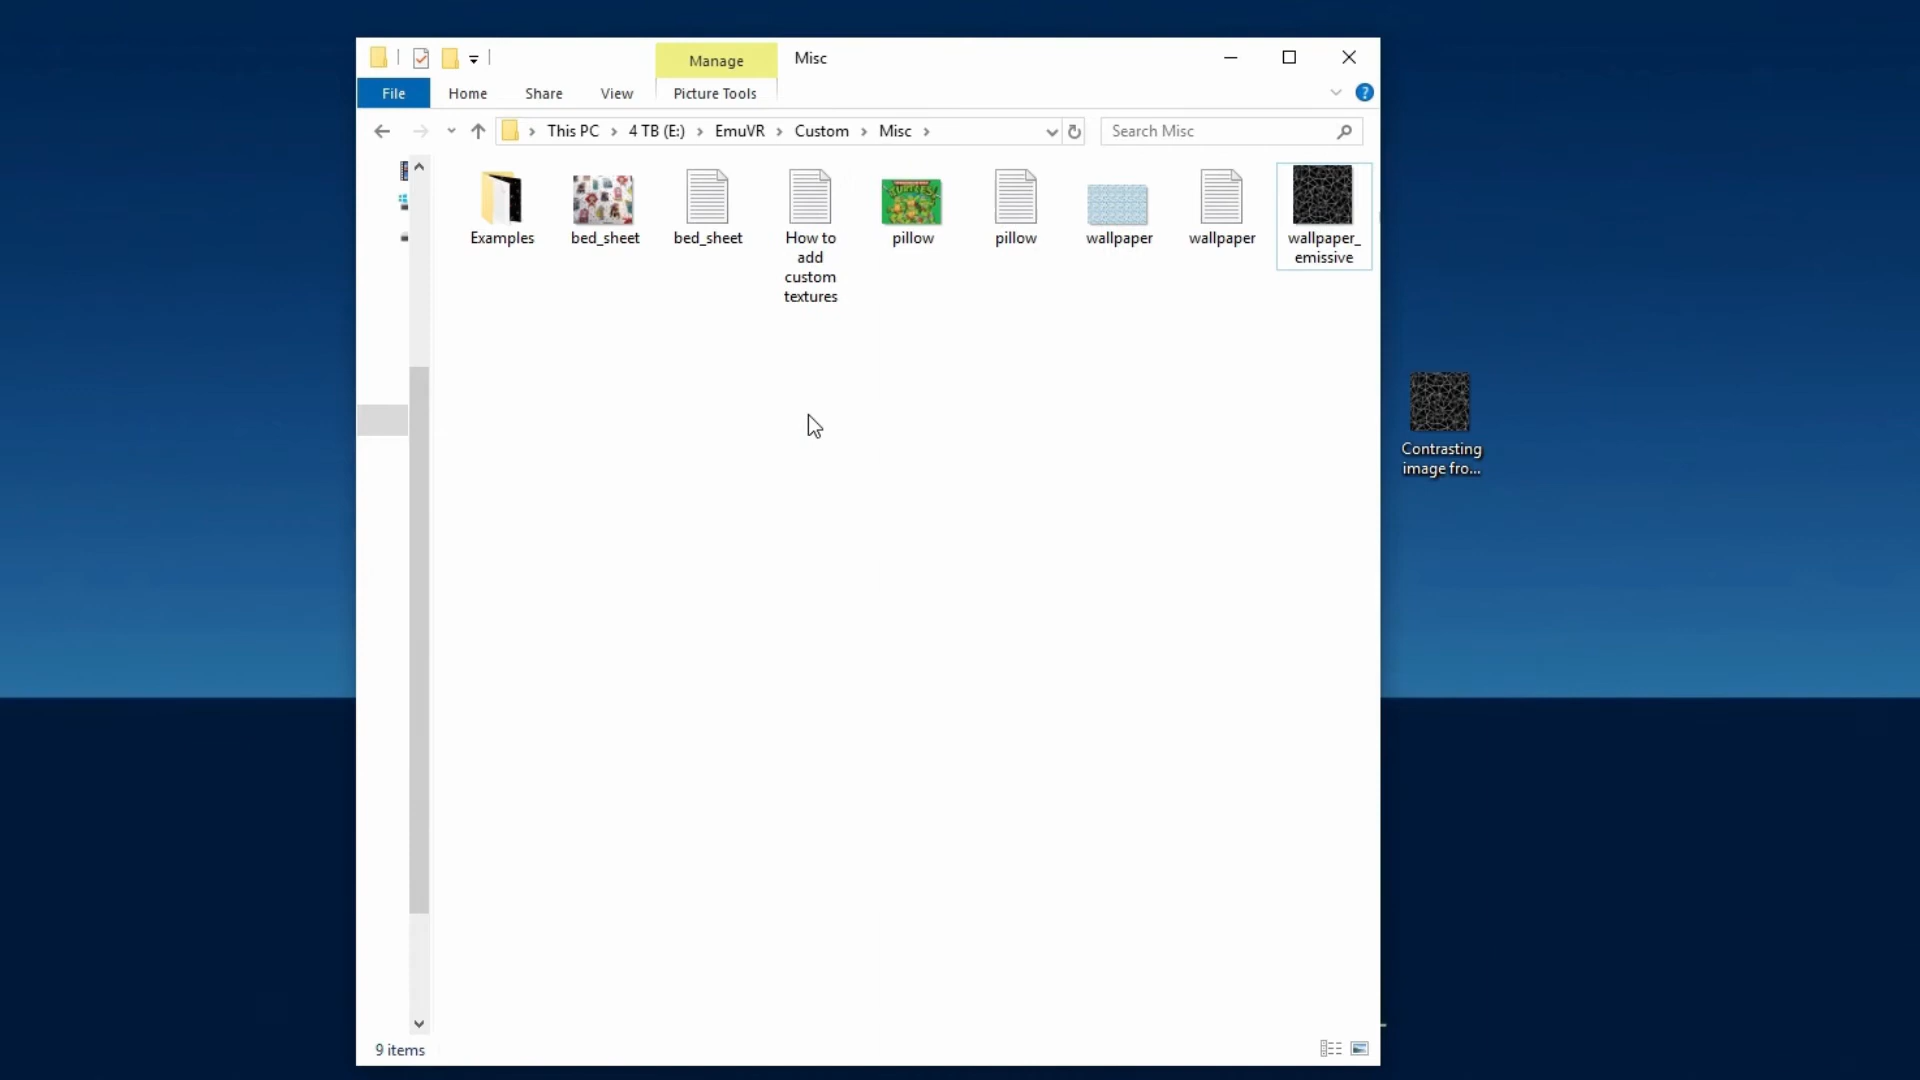 Manage
Misc
File
Home
Share
View
Picture Tools
This PC
4 TB (E:)
EmuVR
Custom
Misc
Search Misc
Examples
bed_sheet
bed_sheet
How to
add
custom
textures
TURTLES
pillow
pillow
wallpaper
wallpaper
wallpaper_
emissive
Contrasting
image fro...
9 items